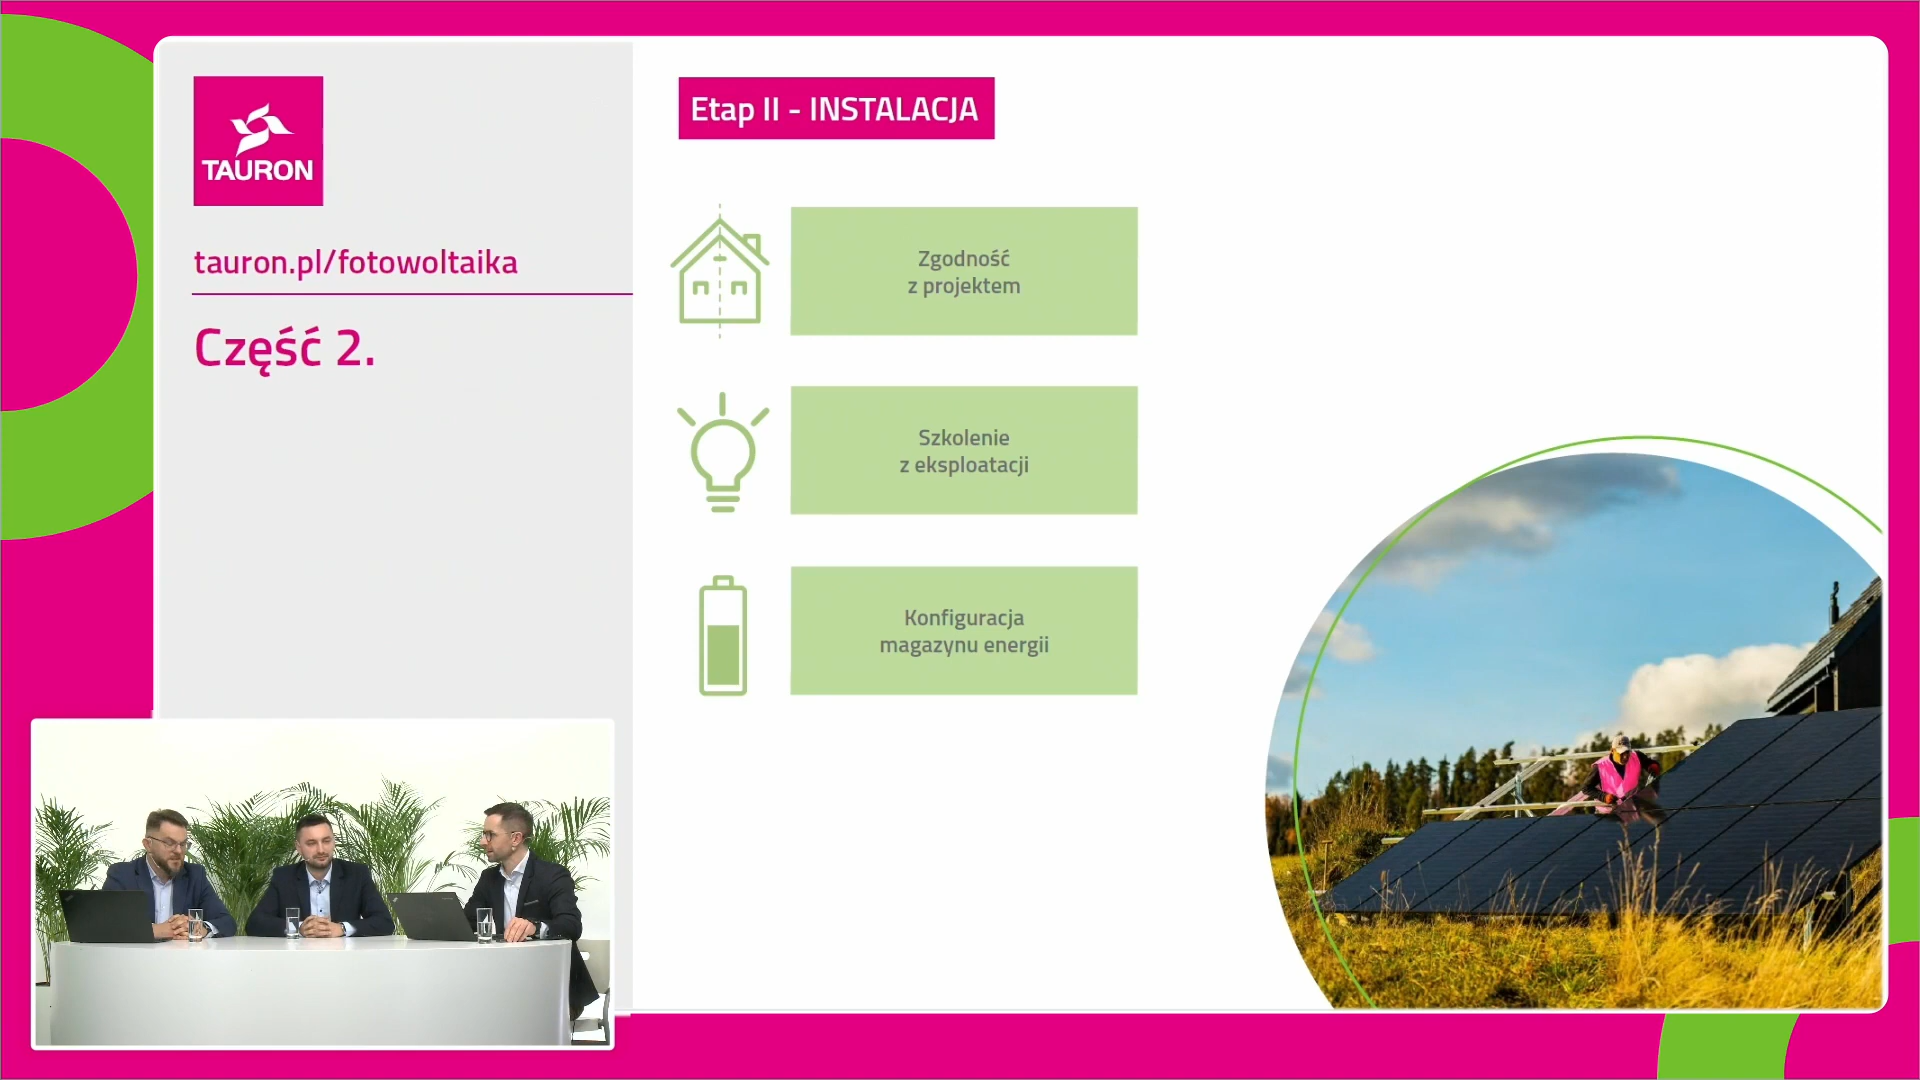 TAURON
tauron.pl/fotowoltaika
Część 2.
Etap II - INSTALACJA
Zgodność
z projektem
Szkolenie
z eksploatacji
Konfiguracja
magazynu energii